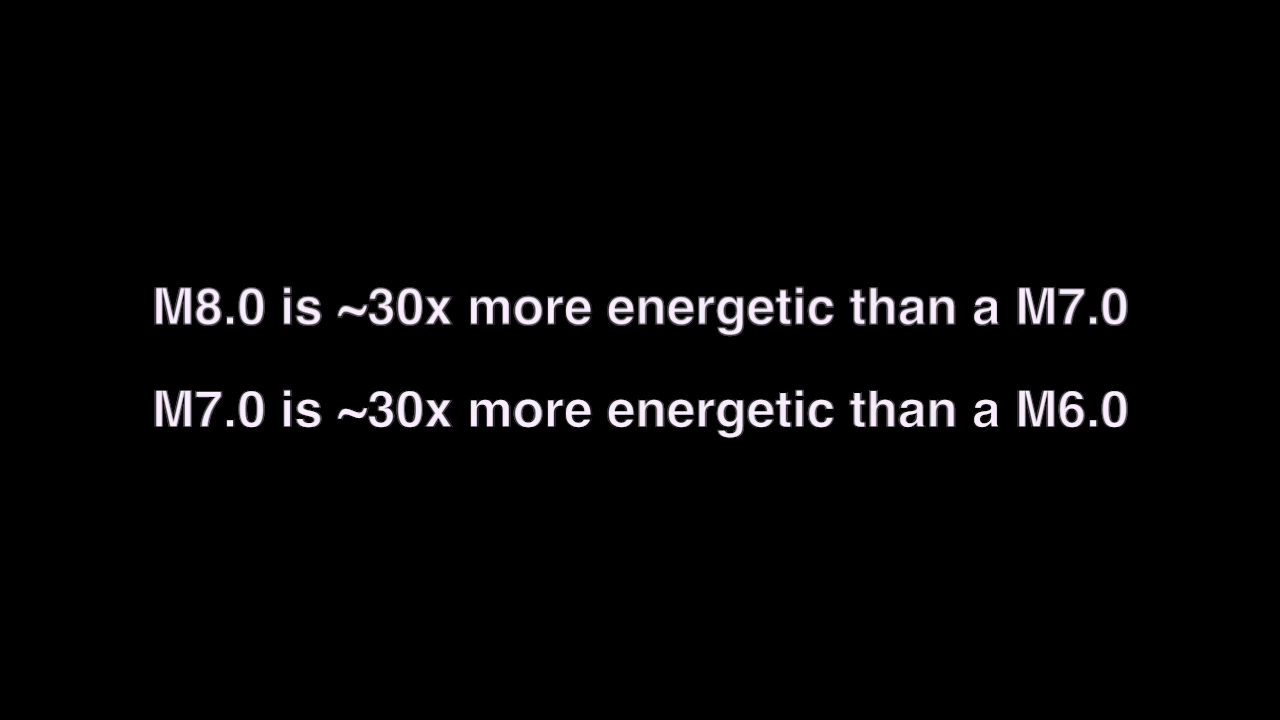 M8.0 is ~30x more energetic than a M7.0
M7.0 is ~30x more energetic than a M6.0